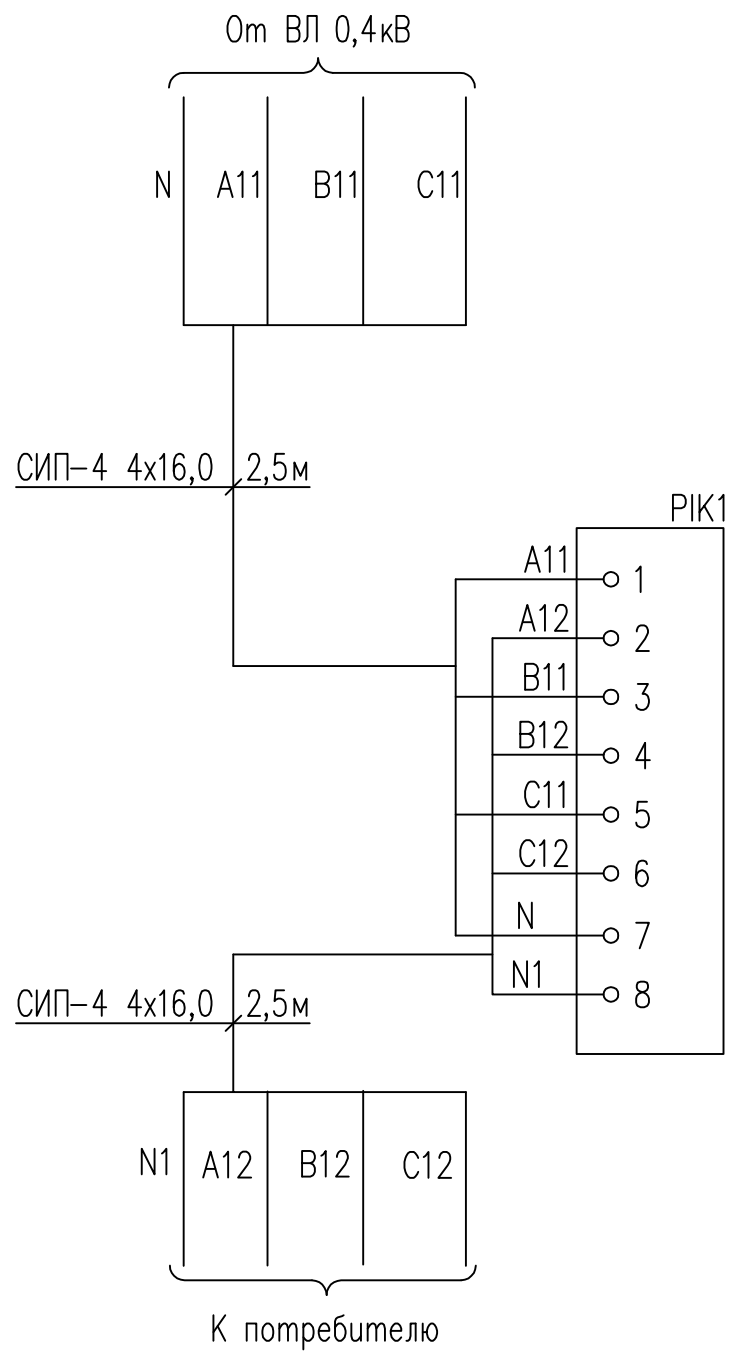 От ВЛ 0,4кВ
N A11 B11 C11
СИП-4 4х16,0 2,5м
PIK1
A11 1
A12 2
B11 3
B12 4
C11 5
C12 6
N 7
N1 8
СИП-4 4х16,0 2,5м
N1 A12 B12 C12
К потребителю